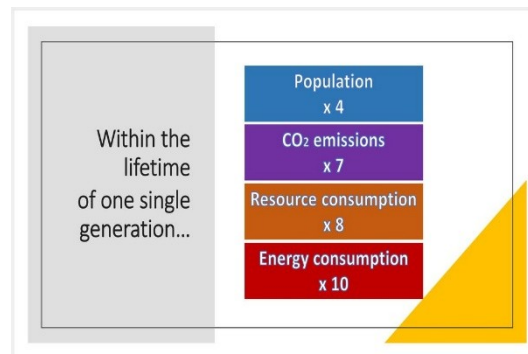 Within the
lifetime
of one single
generation...
Population
x 4
CO₂ emissions
x 7
Resource consumption
x 8
Energy consumption
x 10